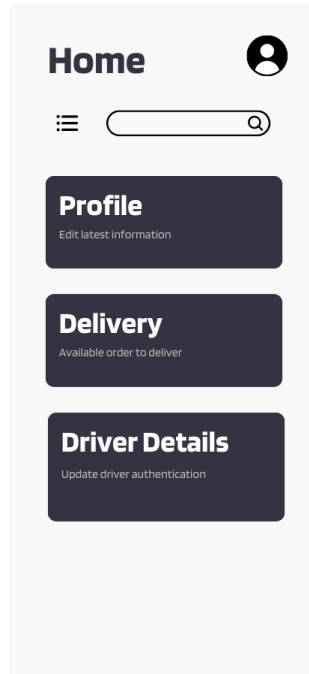 Home
Profile
Edit latest information
Delivery
Available order to deliver
Driver Details
Update driver authentication